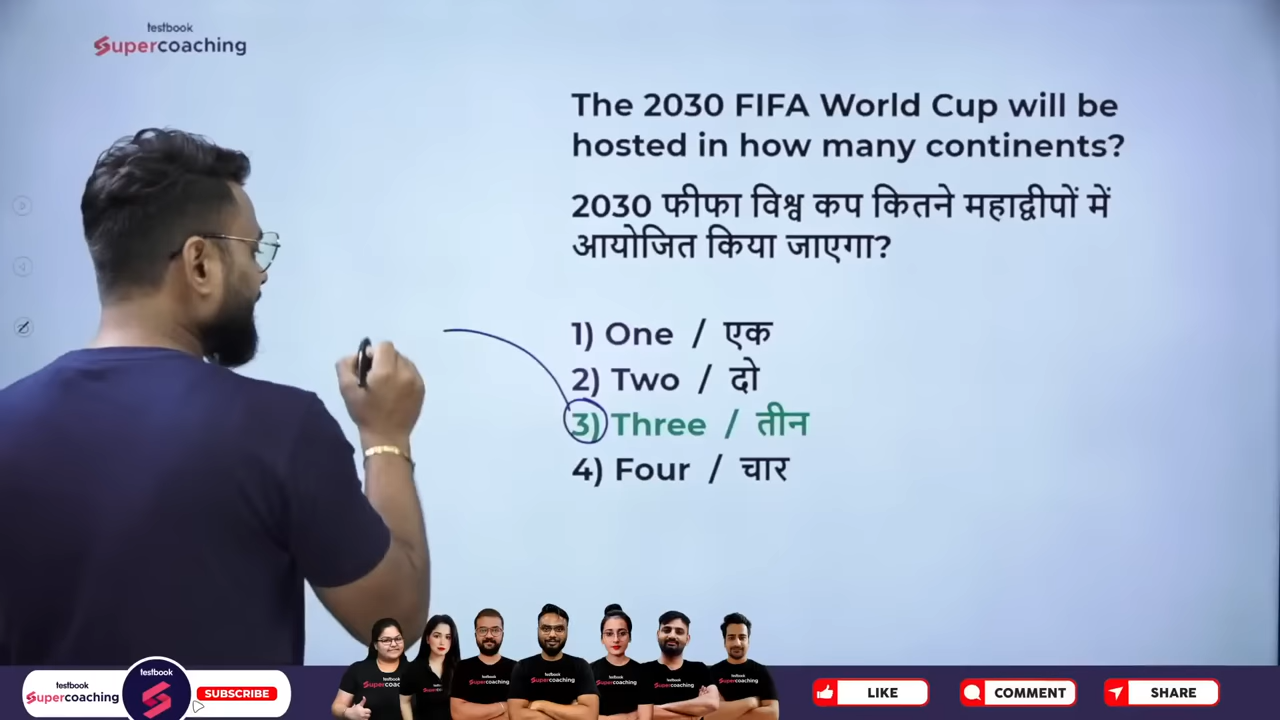 testbook
Supercoaching
The 2030 FIFA World Cup will be
hosted in how many continents?
2030 फीफा विश्व कप कितने महाद्वीपों में
आयोजित किया जाएगा?
1) One / एक
2) Two / दो
3) Three / तीन
4) Four / चार
testbook
Supercoaching
testbook
SUBSCRIBE
LIKE
COMMENT
SHARE